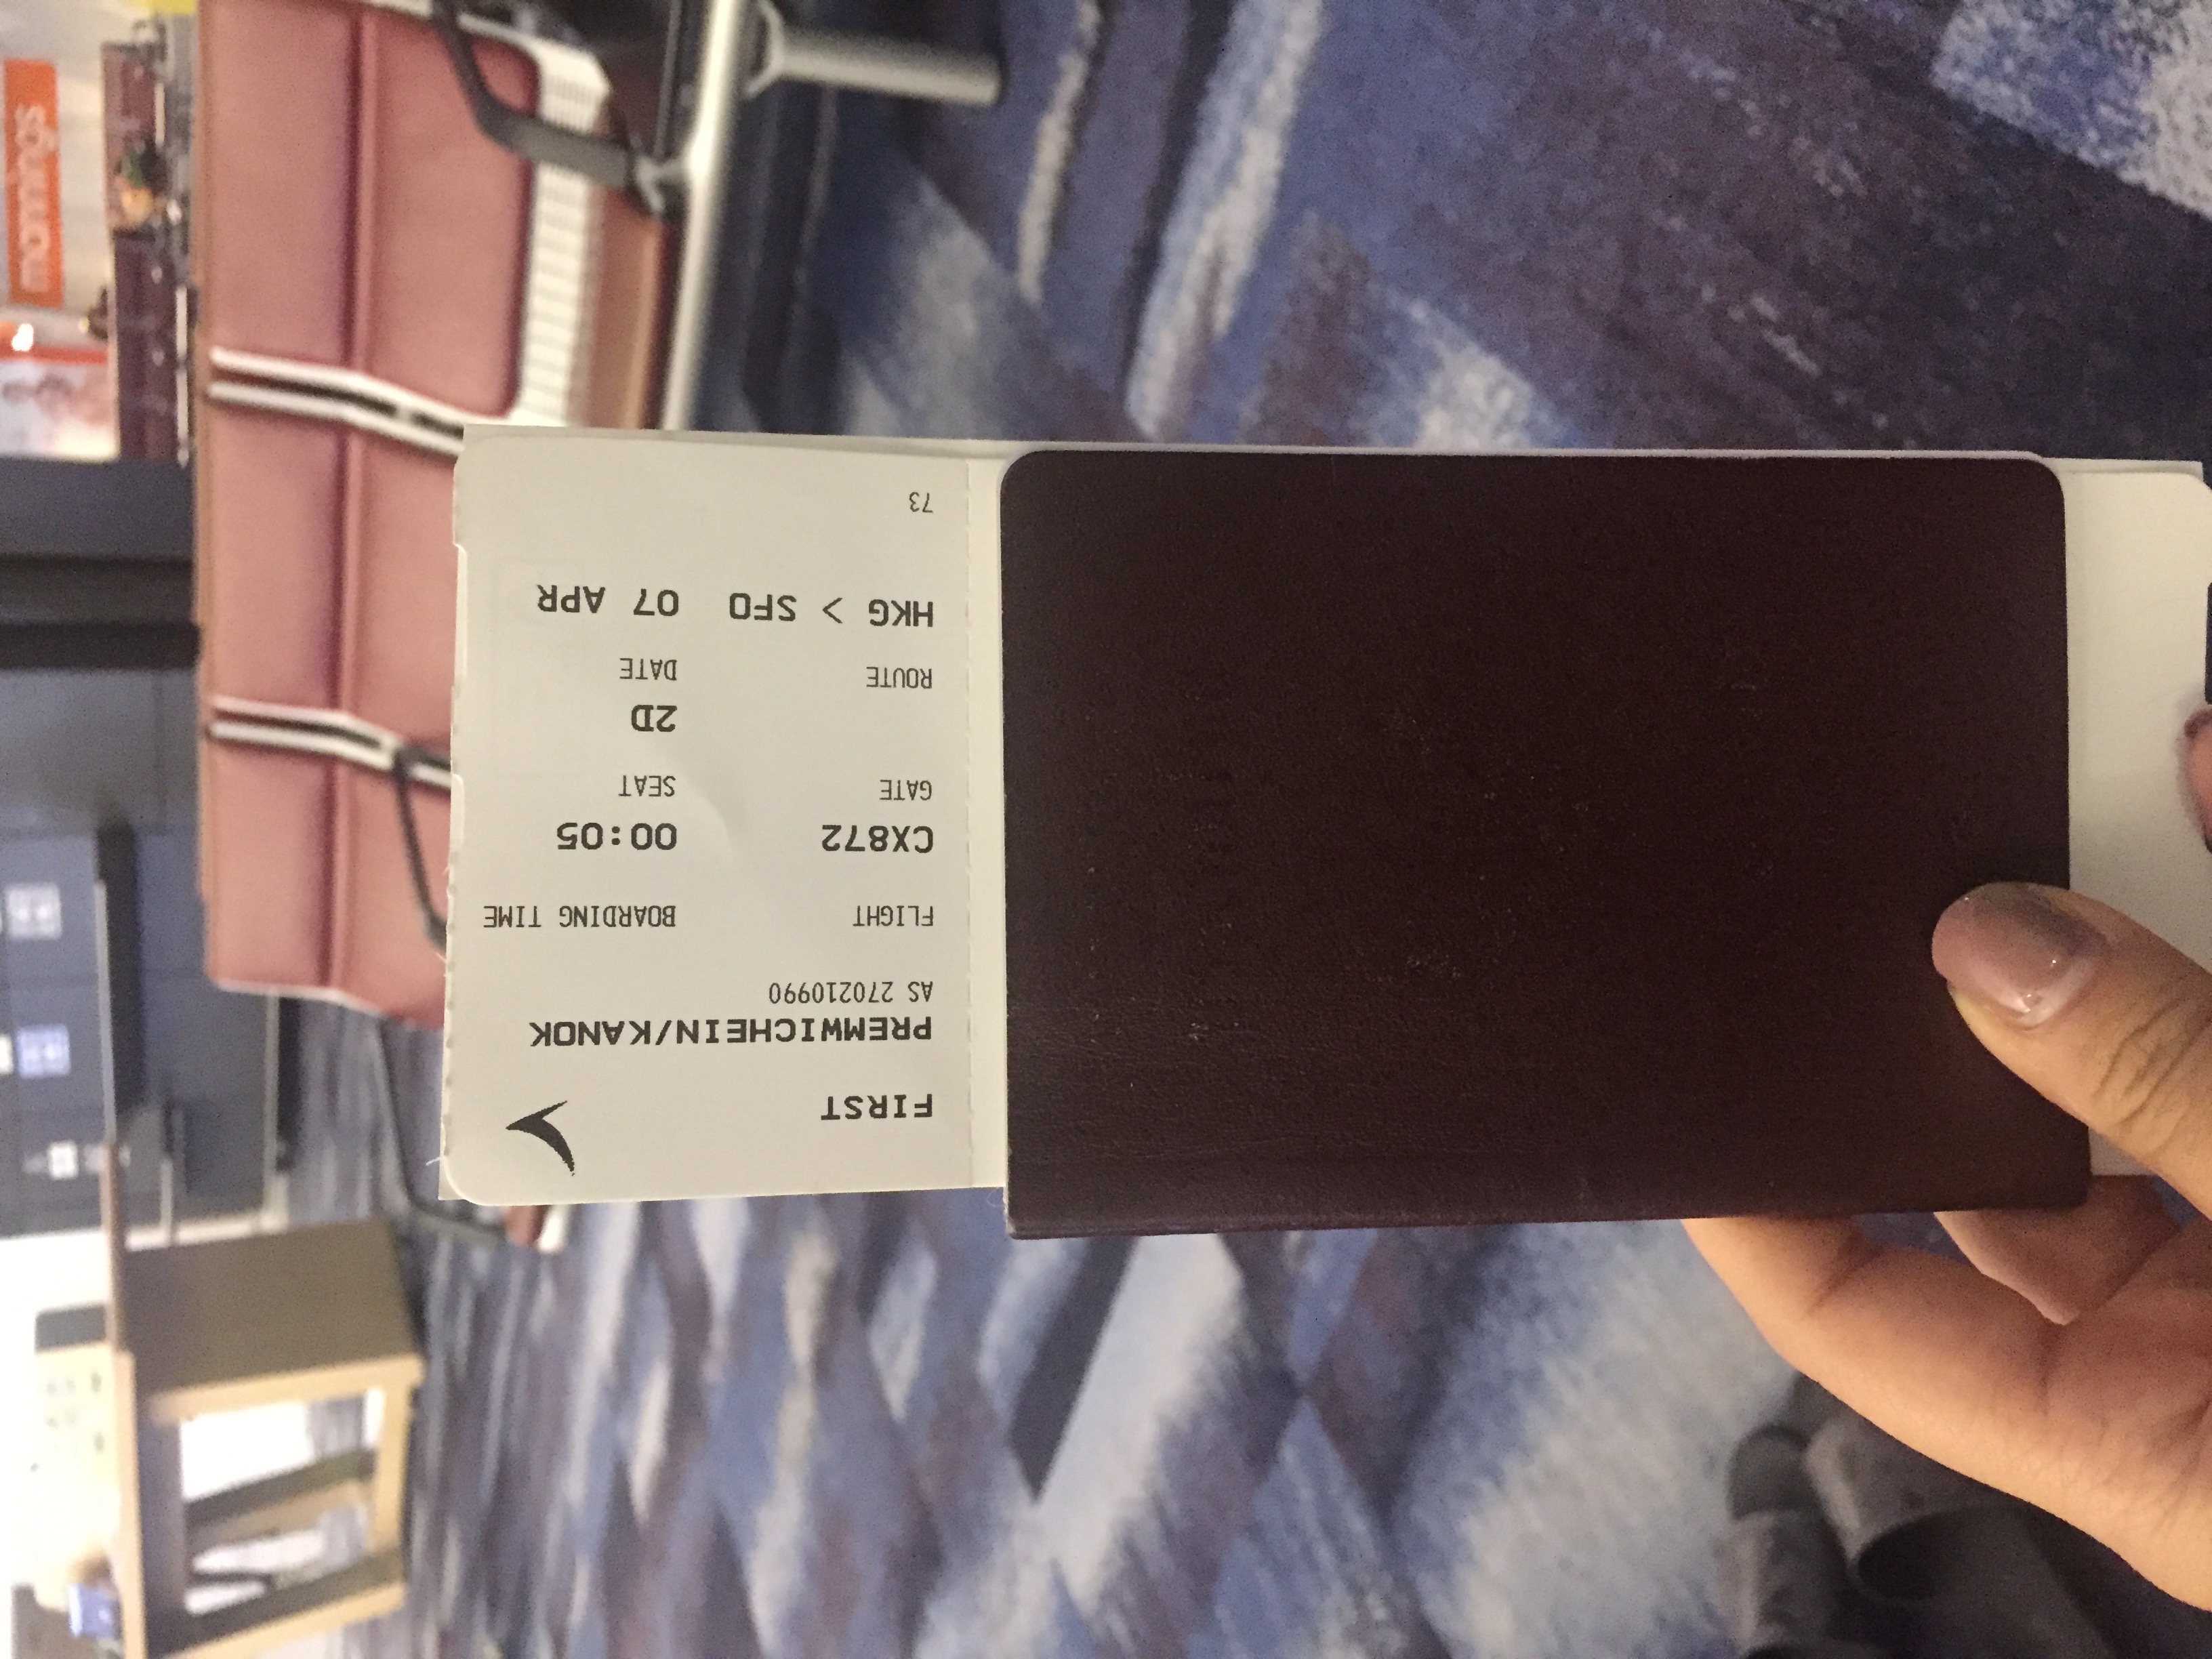 FIRST
PREMWICHEIN/KANOK
AS 270210990
FLIGHT BOARDING TIME
CX872 00:05
GATE SEAT
2D
ROUTE DATE
HKG > SFO 07 APR
73
mannings